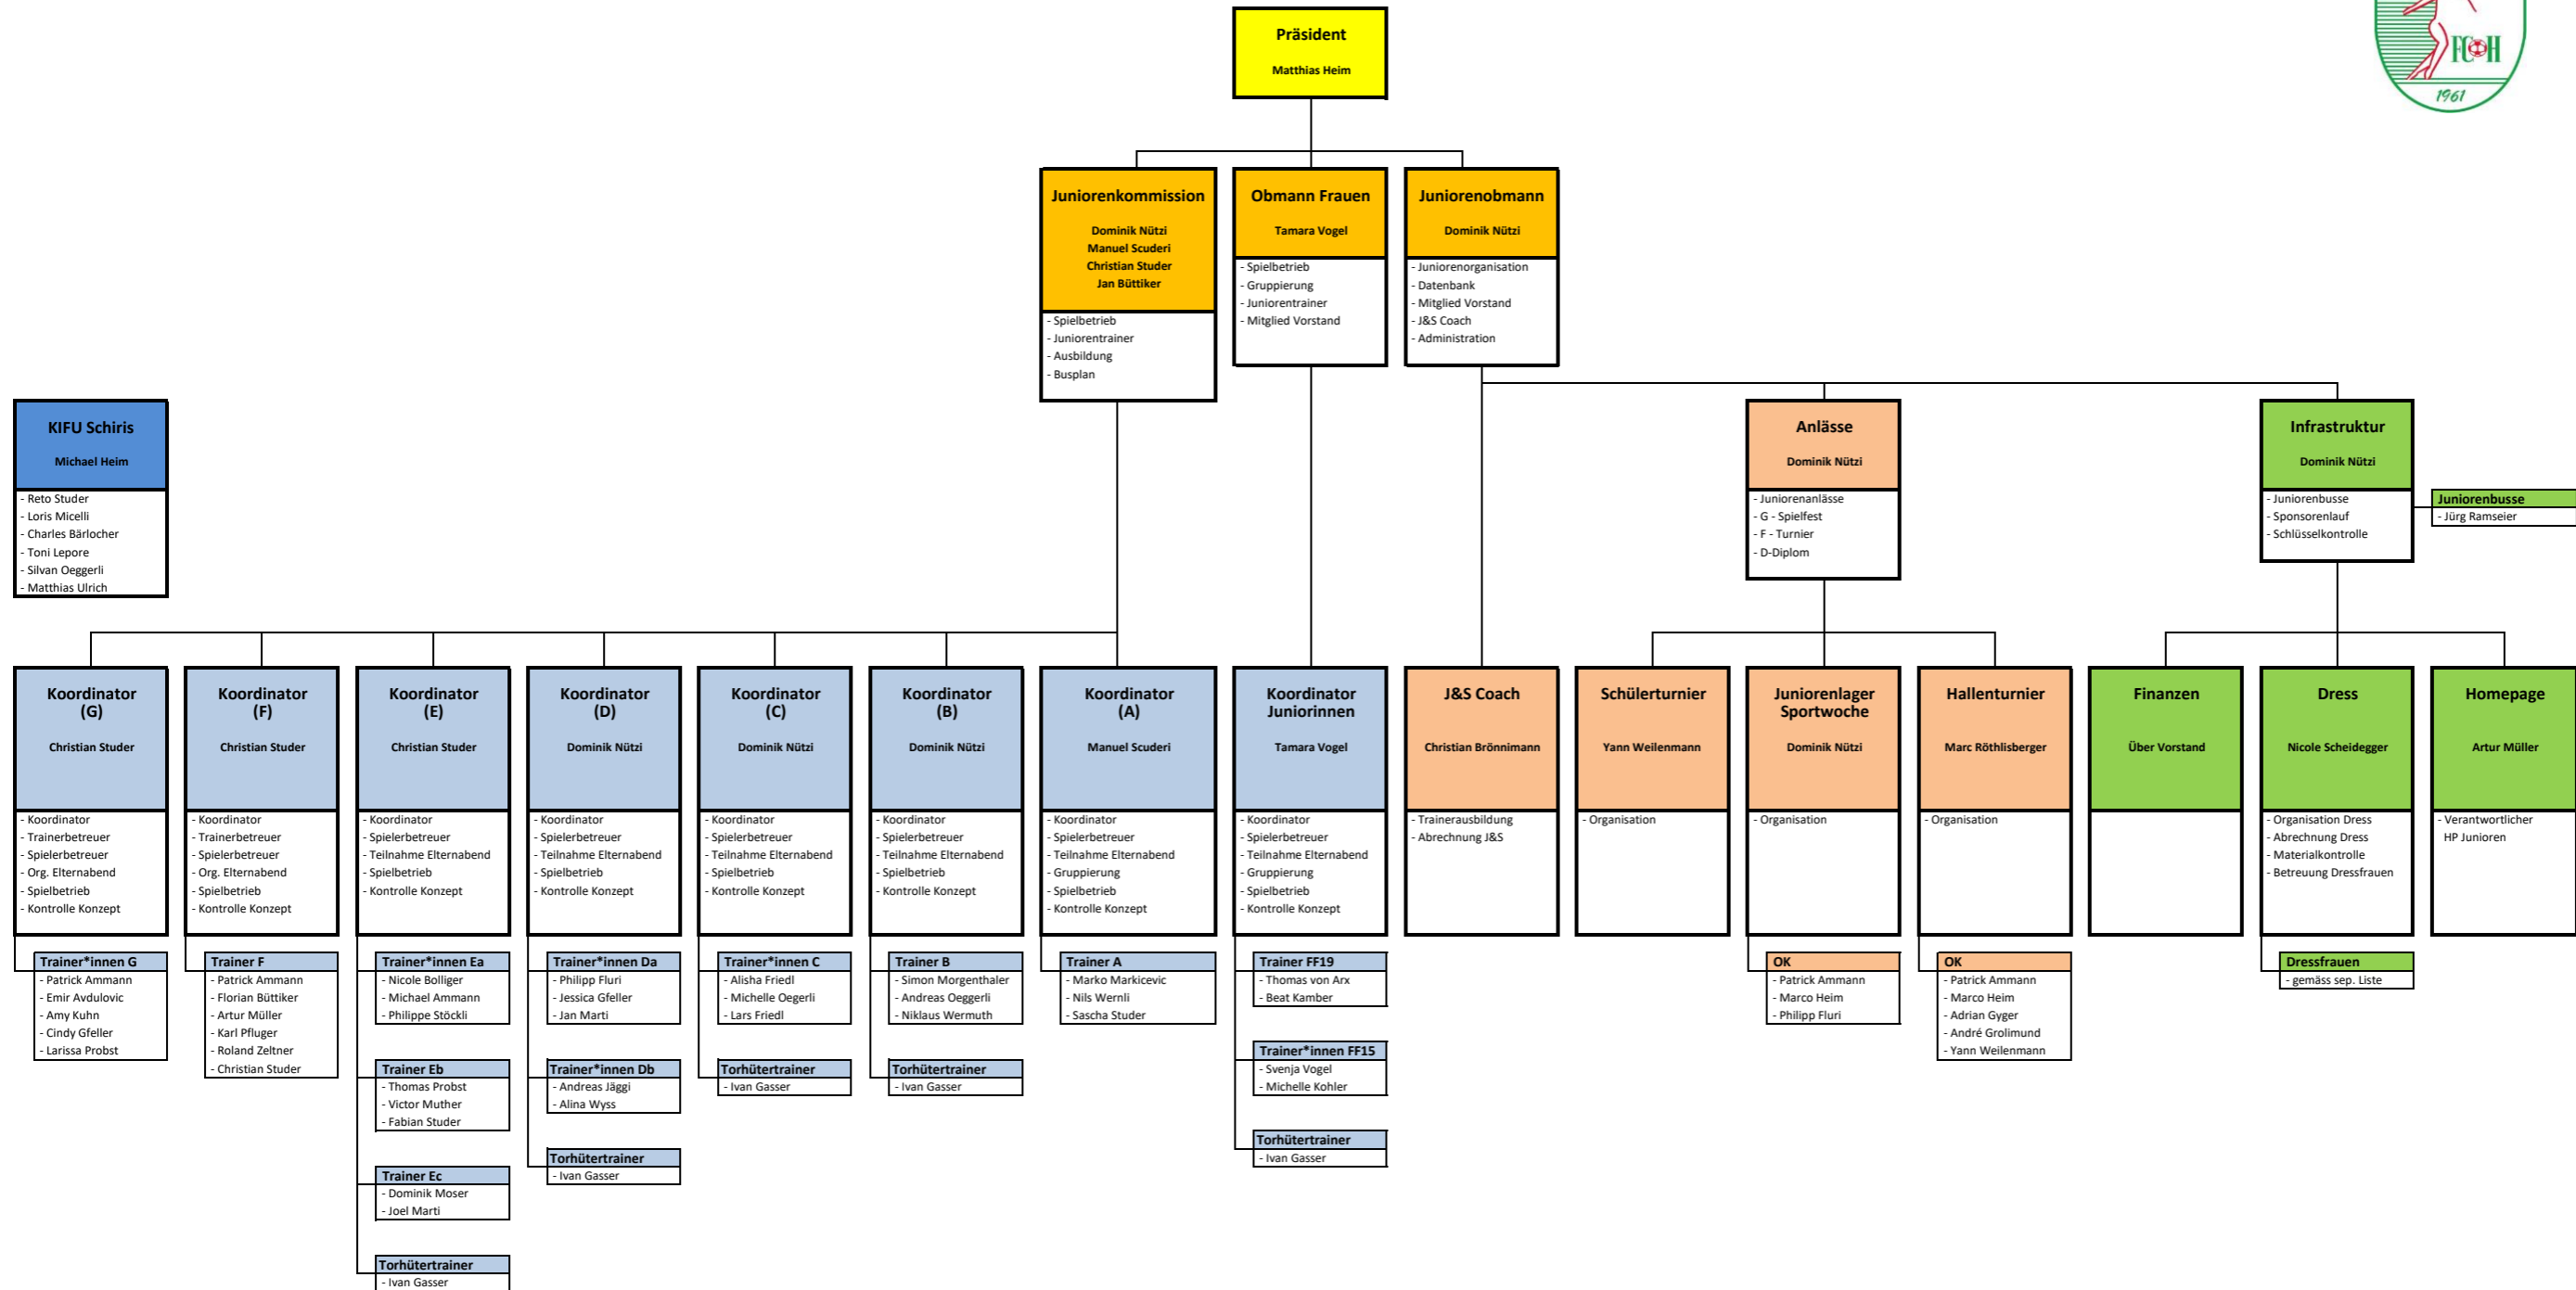 Präsident
Matthias Heim
FC H
1961
Juniorenkommission
Dominik Nützi
Manuel Scuderi
Christian Studer
Jan Büttiker
- Spielbetrieb
- Juniorentrainer
- Ausbildung
- Busplan
Obmann Frauen
Tamara Vogel
- Spielbetrieb
- Gruppierung
- Juniorentrainer
- Mitglied Vorstand
Juniorenobmann
Dominik Nützi
- Juniorenorganisation
- Datenbank
- Mitglied Vorstand
- J&S Coach
- Administration
KIFU Schiris
Michael Heim
- Reto Studer
- Loris Micelli
- Charles Bärlocher
- Toni Lepore
- Silvan Oeggerli
- Matthias Ulrich
Anlässe
Dominik Nützi
- Juniorenanlässe
- G - Spielfest
- F - Turnier
- D-Diplom
Infrastruktur
Dominik Nützi
- Juniorenbusse
- Sponsorenlauf
- Schlüsselkontrolle
Juniorenbusse
- Jürg Ramseier
Koordinator
(G)
Christian Studer
- Koordinator
- Trainerbetreuer
- Spielerbetreuer
- Org. Elternabend
- Spielbetrieb
- Kontrolle Konzept
Trainer*innen G
- Patrick Ammann
- Emir Avdulovic
- Amy Kuhn
- Cindy Gfeller
- Larissa Probst
Koordinator
(F)
Christian Studer
- Koordinator
- Trainerbetreuer
- Spielerbetreuer
- Org. Elternabend
- Spielbetrieb
- Kontrolle Konzept
Trainer F
- Patrick Ammann
- Florian Büttiker
- Artur Müller
- Karl Pfluger
- Roland Zeltner
- Christian Studer
Koordinator
(E)
Christian Studer
- Koordinator
- Spielerbetreuer
- Teilnahme Elternabend
- Spielbetrieb
- Kontrolle Konzept
Trainer*innen Ea
- Nicole Bolliger
- Michael Ammann
- Philippe Stöckli
Trainer Eb
- Thomas Probst
- Victor Muther
- Fabian Studer
Trainer Ec
- Dominik Moser
- Joel Marti
Torhütertrainer
- Ivan Gasser
Koordinator
(D)
Dominik Nützi
- Koordinator
- Spielerbetreuer
- Teilnahme Elternabend
- Spielbetrieb
- Kontrolle Konzept
Trainer*innen Da
- Philipp Fluri
- Jessica Gfeller
- Jan Marti
Trainer*innen Db
- Andreas Jäggi
- Alina Wyss
Torhütertrainer
- Ivan Gasser
Koordinator
(C)
Dominik Nützi
- Koordinator
- Spielerbetreuer
- Teilnahme Elternabend
- Spielbetrieb
- Kontrolle Konzept
Trainer*innen C
- Alisha Friedl
- Michelle Oegerli
- Lars Friedl
Torhütertrainer
- Ivan Gasser
Koordinator
(B)
Dominik Nützi
- Koordinator
- Spielerbetreuer
- Teilnahme Elternabend
- Spielbetrieb
- Kontrolle Konzept
Trainer B
- Simon Morgenthaler
- Andreas Oeggerli
- Niklaus Wermuth
Torhütertrainer
- Ivan Gasser
Koordinator
(A)
Manuel Scuderi
- Koordinator
- Spielerbetreuer
- Teilnahme Elternabend
- Gruppierung
- Spielbetrieb
- Kontrolle Konzept
Trainer A
- Marko Markicevic
- Nils Wernli
- Sascha Studer
Koordinator
Juniorinnen
Tamara Vogel
- Koordinator
- Spielerbetreuer
- Teilnahme Elternabend
- Gruppierung
- Spielbetrieb
- Kontrolle Konzept
Trainer FF19
- Thomas von Arx
- Beat Kamber
Trainer*innen FF15
- Svenja Vogel
- Michelle Kohler
Torhütertrainer
- Ivan Gasser
J&S Coach
Christian Brönnimann
- Trainerausbildung
- Abrechnung J&S
Schülerturnier
Yann Weilenmann
- Organisation
Juniorenlager
Sportwoche
Dominik Nützi
- Organisation
OK
- Patrick Ammann
- Marco Heim
- Philipp Fluri
Hallenturnier
Marc Röthlisberger
- Organisation
OK
- Patrick Ammann
- Marco Heim
- Adrian Gyger
- André Grolimund
- Yann Weilenmann
Finanzen
Über Vorstand
Dress
Nicole Scheidegger
- Organisation Dress
- Abrechnung Dress
- Materialkontrolle
- Betreuung Dressfrauen
Dressfrauen
- gemäss sep. Liste
Homepage
Artur Müller
- Verantwortlicher
HP Junioren